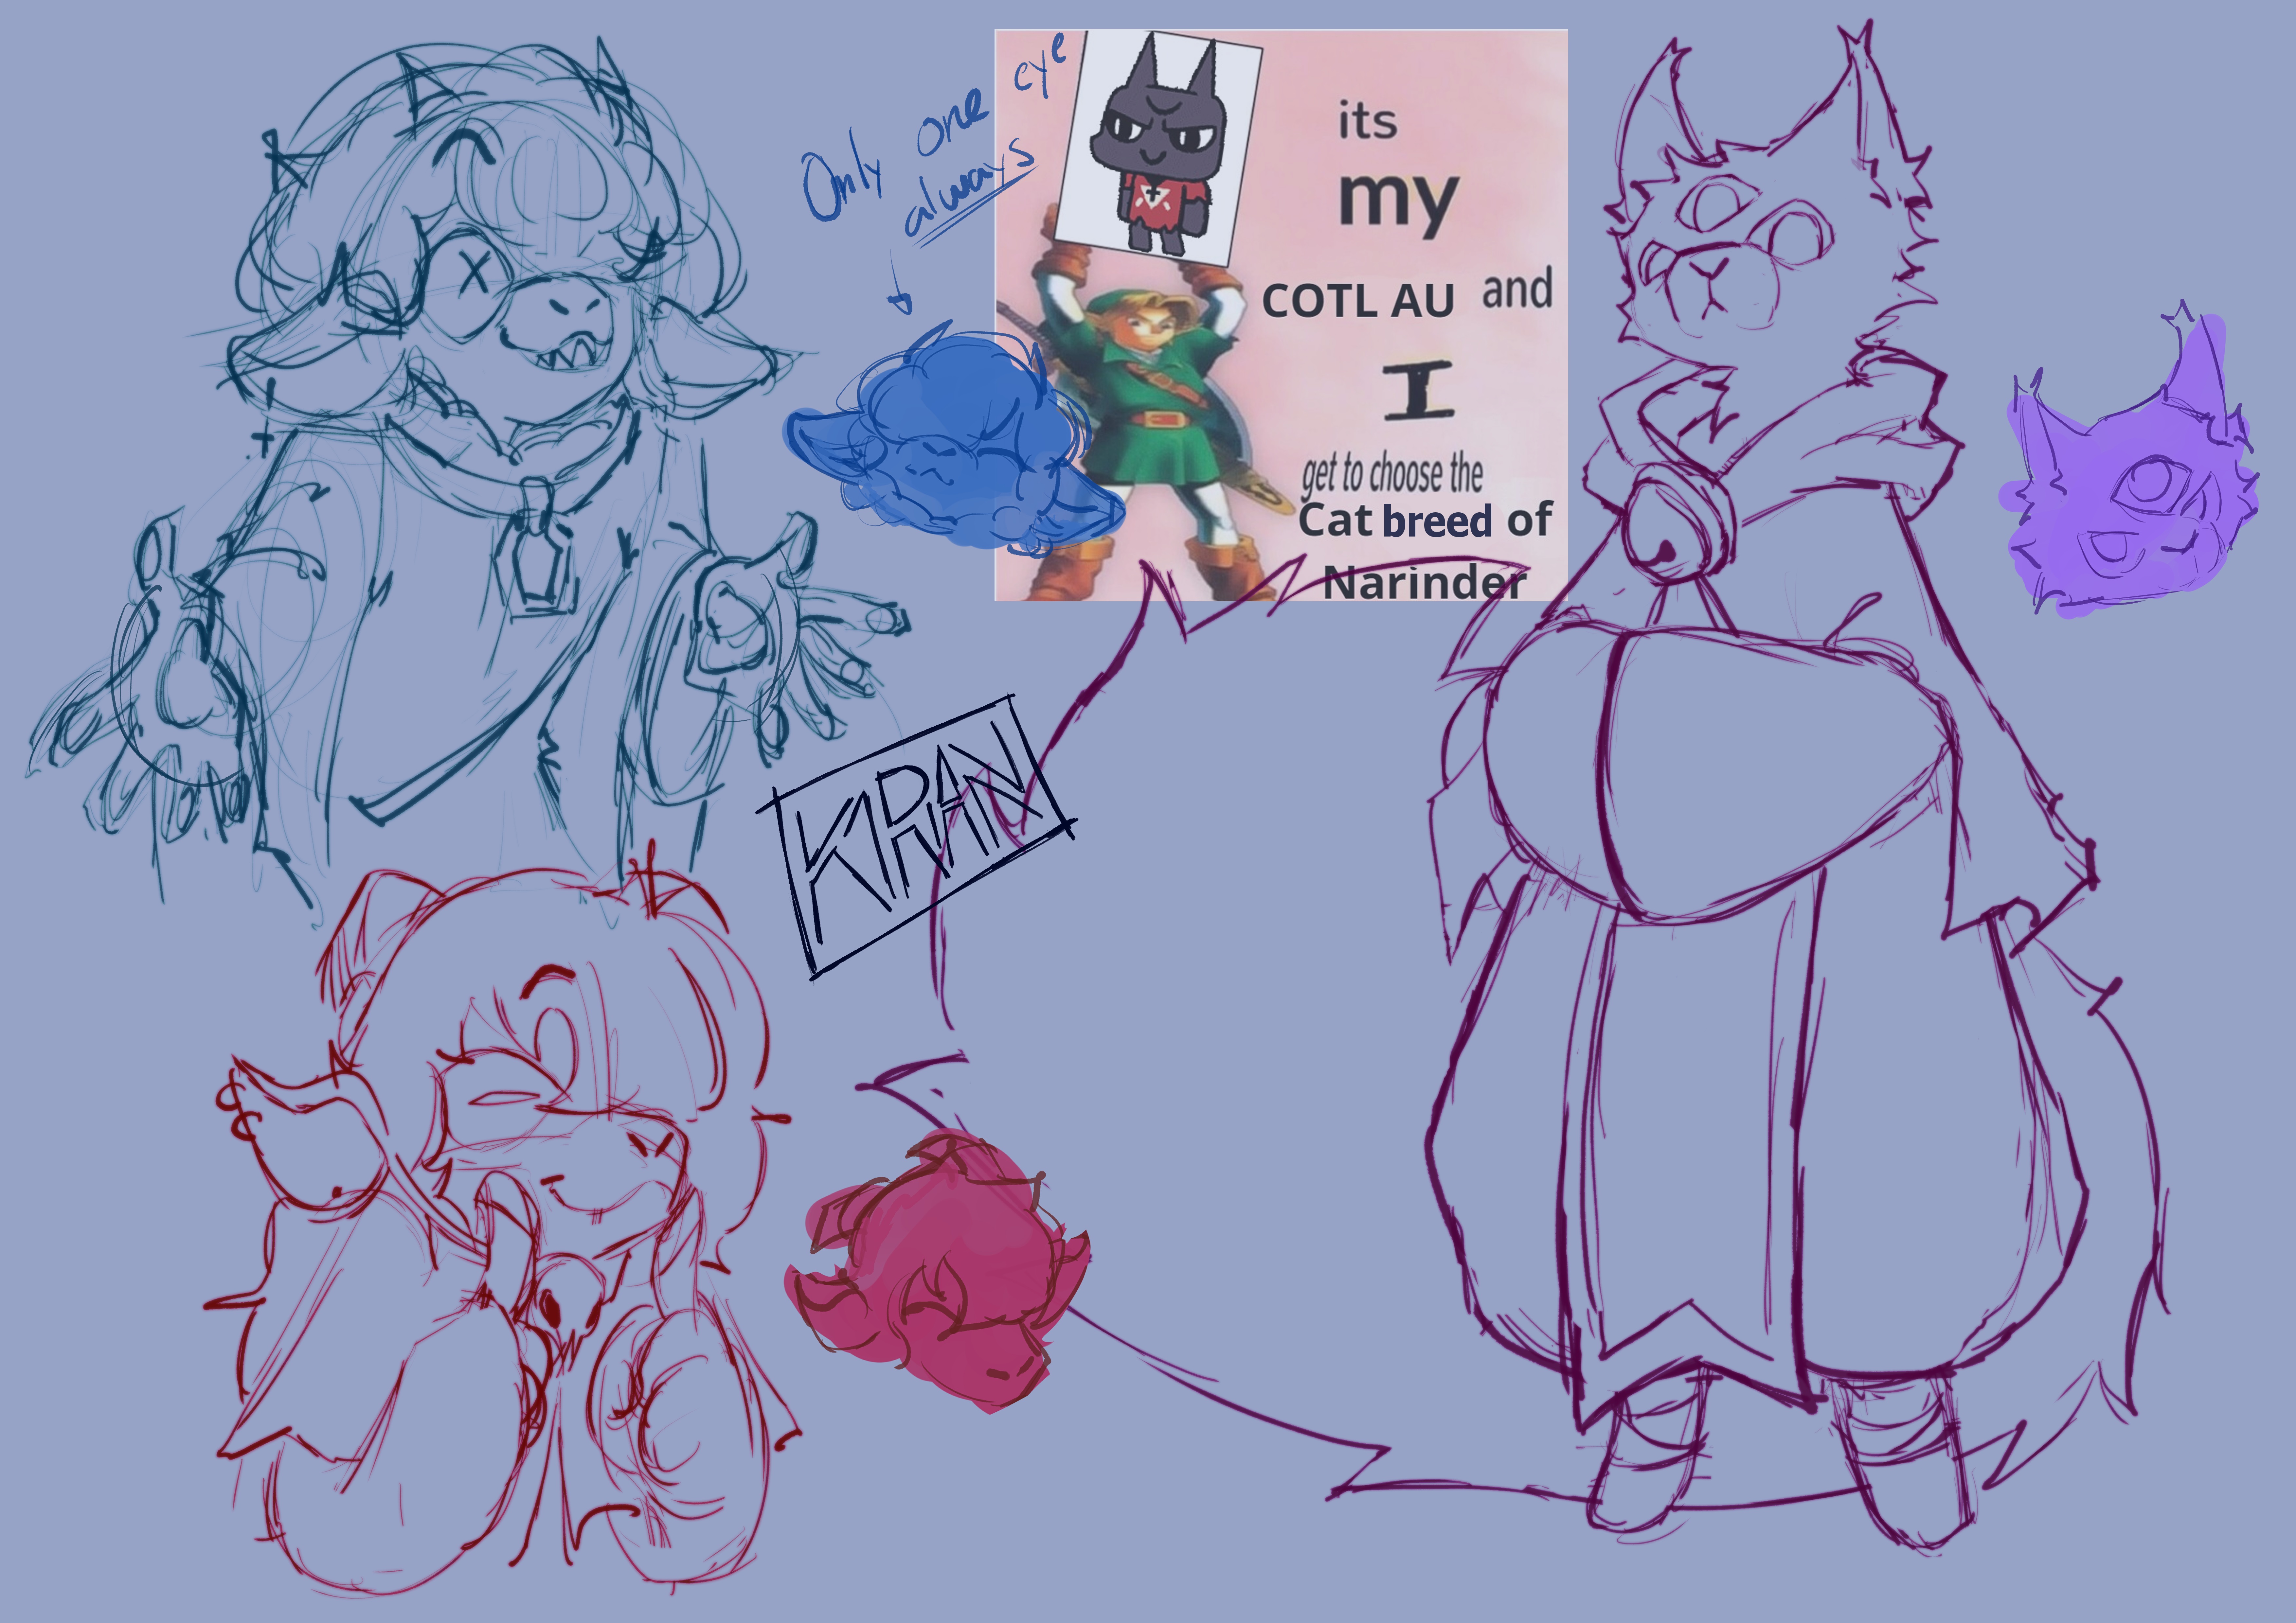 Only one eye
always
its
my
COTL AU and
I
get to choose the
Cat breed of
Narinder
KIRAN